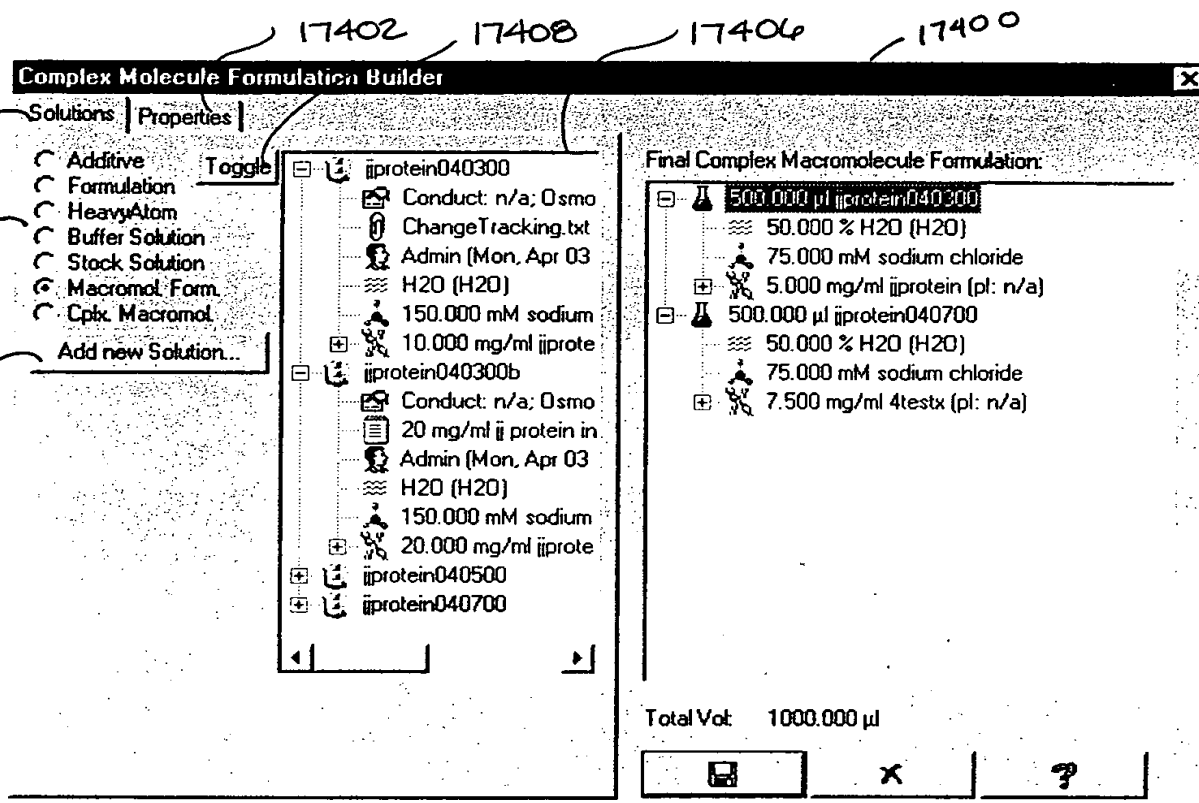 17402 17408 17406 17400
Complex Molecule Formulation Builder
Solutions Properties
Additive
Formulation
HeavyAtom
Buffer Solution
Stock Solution
Macromol. Form.
Cplx. Macromol.
Toggle
Add new Solution...
jjprotein040300
Conduct: n/a; Osmo
ChangeTracking.txt
Admin (Mon, Apr 03
H2O (H2O)
150.000 mM sodium
10.000 mg/ml jjprote
jjprotein040300b
Conduct: n/a; Osmo
20 mg/ml jj protein in
Admin (Mon, Apr 03
H2O (H2O)
150.000 mM sodium
20.000 mg/ml jjprote
jjprotein040500
jjprotein040700
Final Complex Macromolecule Formulation:
500.000 µl jjprotein040300
50.000 % H2O (H2O)
75.000 mM sodium chloride
5.000 mg/ml jjprotein (pI: n/a)
500.000 µl jjprotein040700
50.000 % H2O (H2O)
75.000 mM sodium chloride
7.500 mg/ml 4testx (pI: n/a)
Total Vol: 1000.000 µl
?